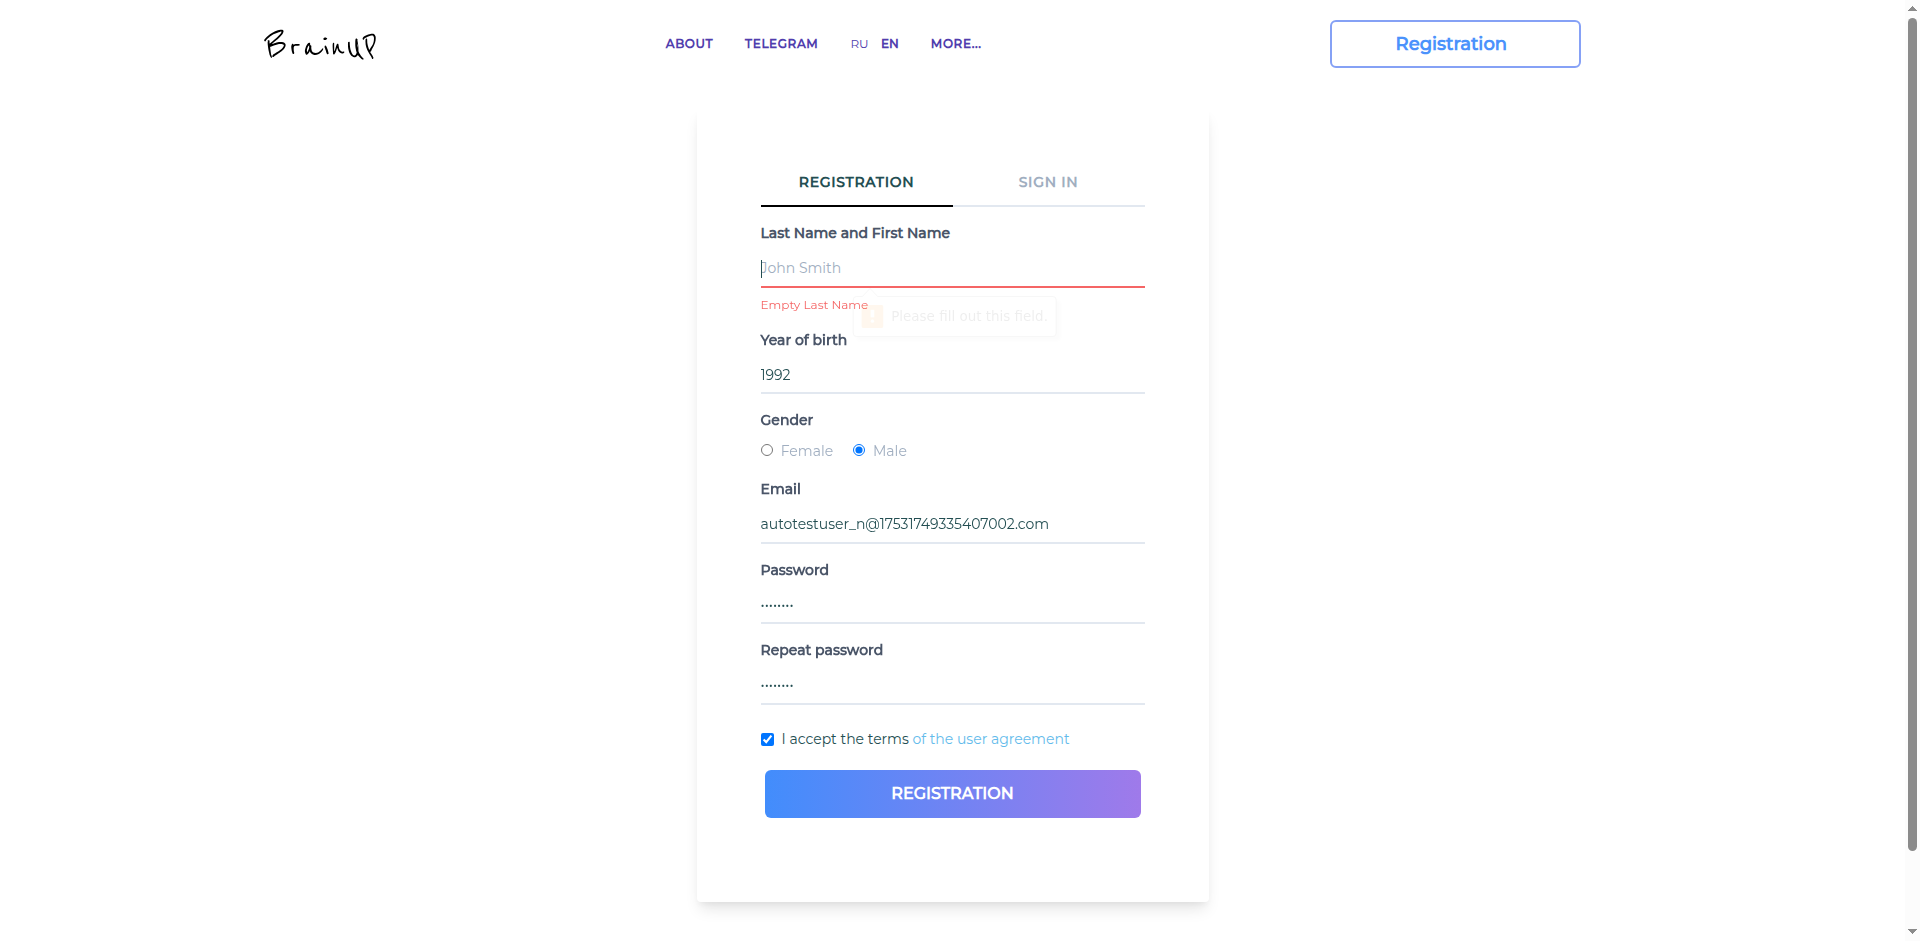 BrainUP
ABOUT TELEGRAM RU EN MORE...
Registration
REGISTRATION SIGN IN
Last Name and First Name
John Smith
Empty Last Name
Please fill out this field.
Year of birth
1992
Gender
Female Male
Email
autotestuser_n@17531749335407002.com
Password
••••••••
Repeat password
••••••••
I accept the terms of the user agreement
REGISTRATION